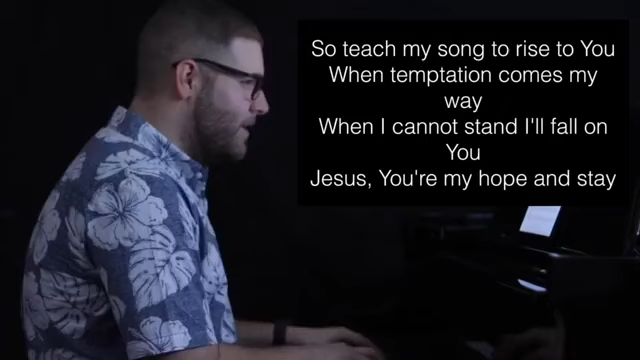 So teach my song to rise to You
When temptation comes my
way
When I cannot stand I'll fall on
You
Jesus, You're my hope and stay